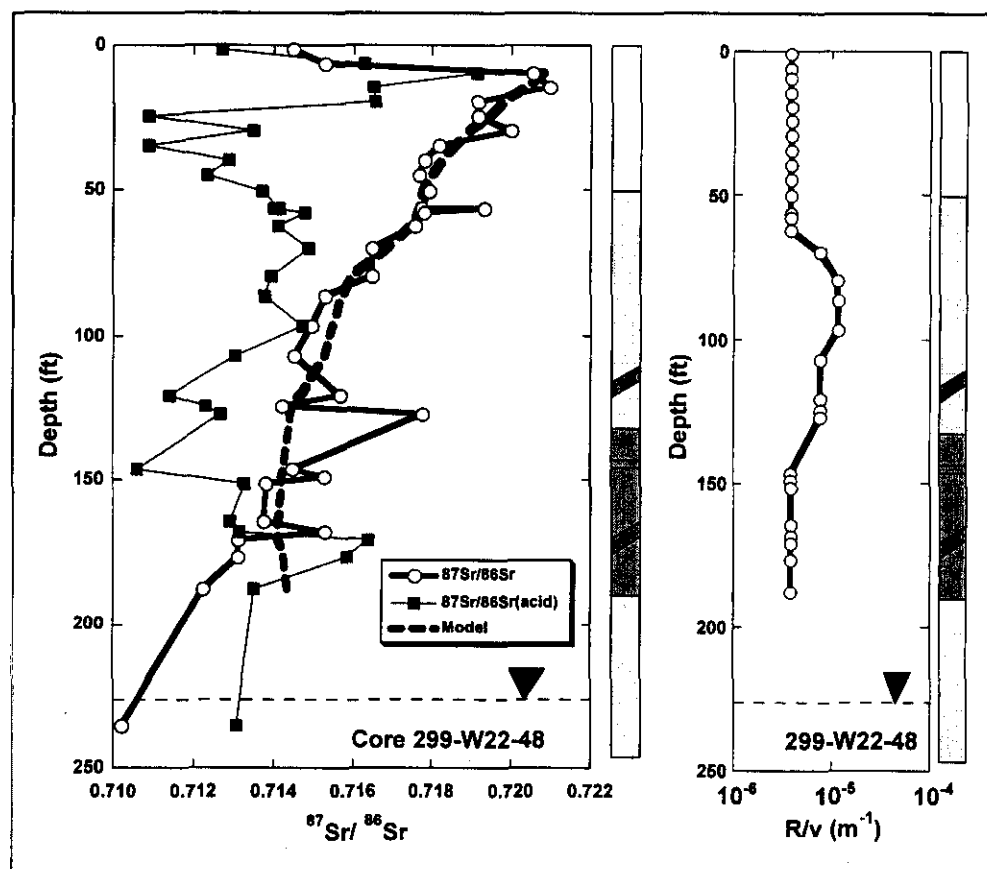 0
50
100
150
200
250
Depth (ft)
0.710 0.712 0.714 0.716 0.718 0.720 0.722
87Sr/ 86Sr
87Sr/86Sr
87Sr/86Sr(acid)
Model
Core 299-W22-48
0
50
100
150
200
250
Depth (ft)
10-6 10-5 10-4
R/v (m-1)
299-W22-48